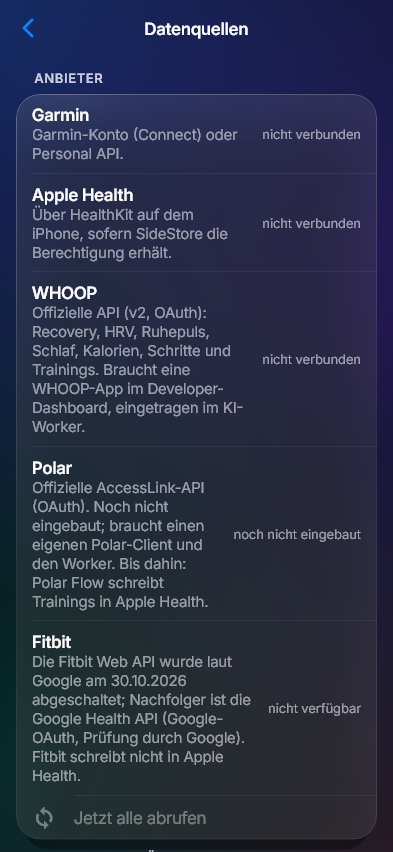 Datenquellen
ANBIETER
Garmin
Garmin-Konto (Connect) oder
Personal API.
nicht verbunden
Apple Health
Über HealthKit auf dem
iPhone, sofern SideStore die
Berechtigung erhält.
nicht verbunden
WHOOP
Offizielle API (v2, OAuth):
Recovery, HRV, Ruhepuls,
Schlaf, Kalorien, Schritte und
Trainings. Braucht eine
WHOOP-App im Developer-
Dashboard, eingetragen im KI-
Worker.
nicht verbunden
Polar
Offizielle AccessLink-API
(OAuth). Noch nicht
eingebaut; braucht einen
eigenen Polar-Client und
den Worker. Bis dahin:
Polar Flow schreibt
Trainings in Apple Health.
noch nicht eingebaut
Fitbit
Die Fitbit Web API wurde laut
Google am 30.10.2026
abgeschaltet; Nachfolger ist die
Google Health API (Google-
OAuth, Prüfung durch Google).
Fitbit schreibt nicht in Apple
Health.
nicht verfügbar
Jetzt alle abrufen